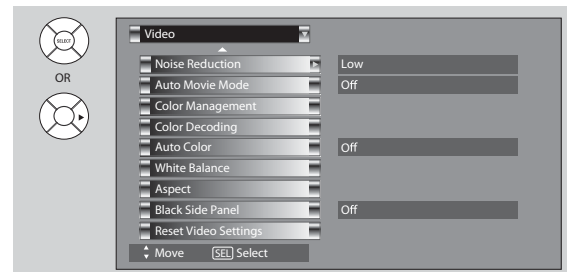 SELECT
OR
Video
Noise Reduction Low
Auto Movie Mode Off
Color Management
Color Decoding
Auto Color Off
White Balance
Aspect
Black Side Panel Off
Reset Video Settings
Move SEL Select